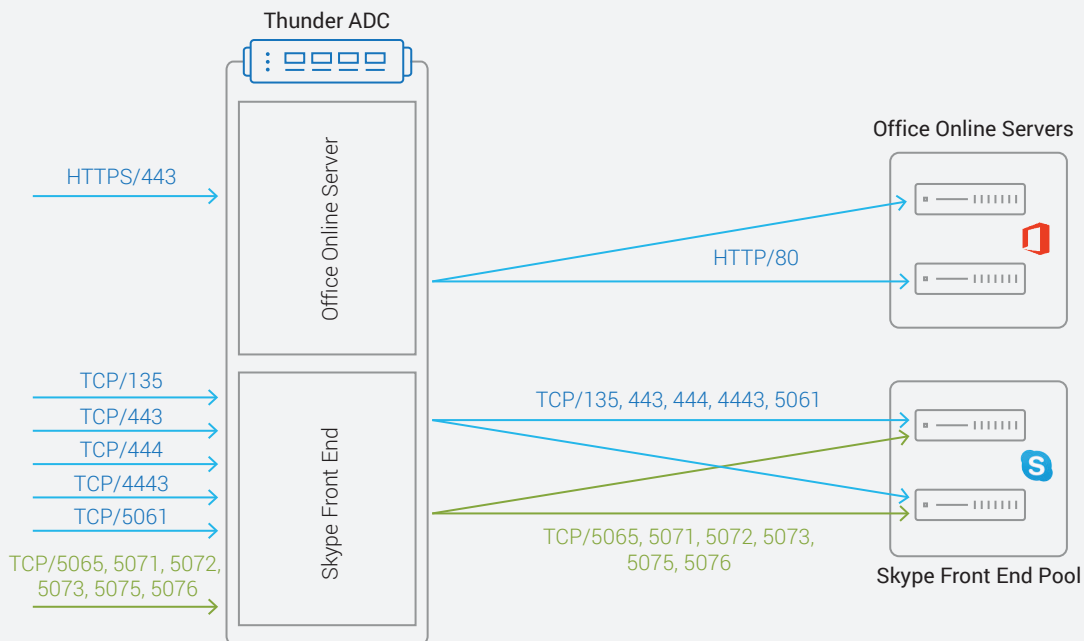 Thunder ADC
Office Online Server
HTTPS/443
Office Online Servers
HTTP/80
Skype Front End
TCP/135
TCP/443
TCP/444
TCP/4443
TCP/5061
TCP/5065, 5071, 5072,
5073, 5075, 5076
TCP/135, 443, 444, 4443, 5061
TCP/5065, 5071, 5072, 5073,
5075, 5076
S
Skype Front End Pool